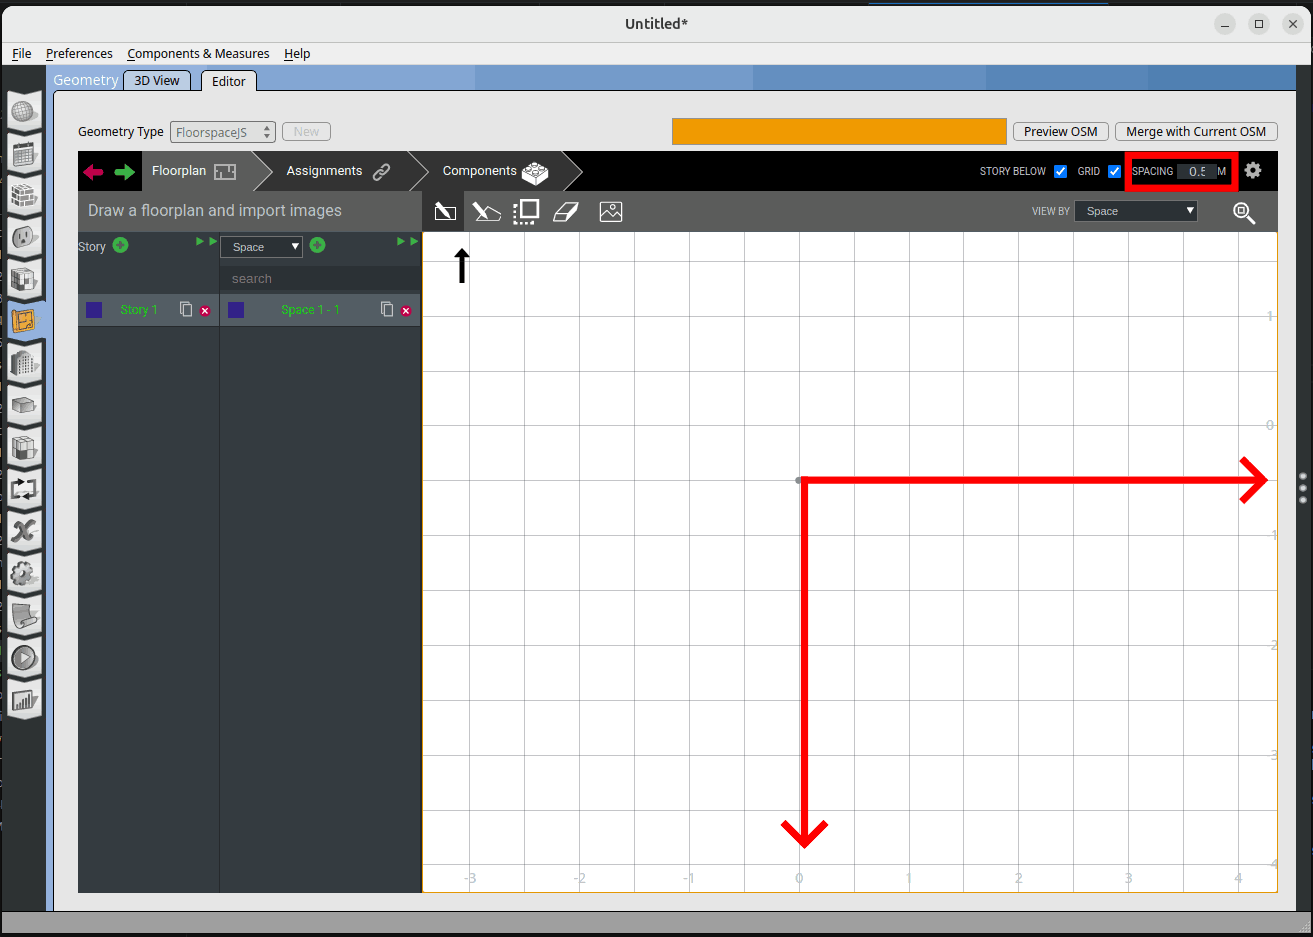 Untitled*
File Preferences Components & Measures Help
Geometry 3D View Editor
Geometry Type FloorspaceJS New Preview OSM Merge with Current OSM
Floorplan Assignments Components STORY BELOW GRID SPACING 0.5 M
Draw a floorplan and import images VIEW BY Space
Story Space
search
Story 1 Space 1 - 1
1
0
-1
-2
-3
-4
-3 -2 -1 0 1 2 3 4